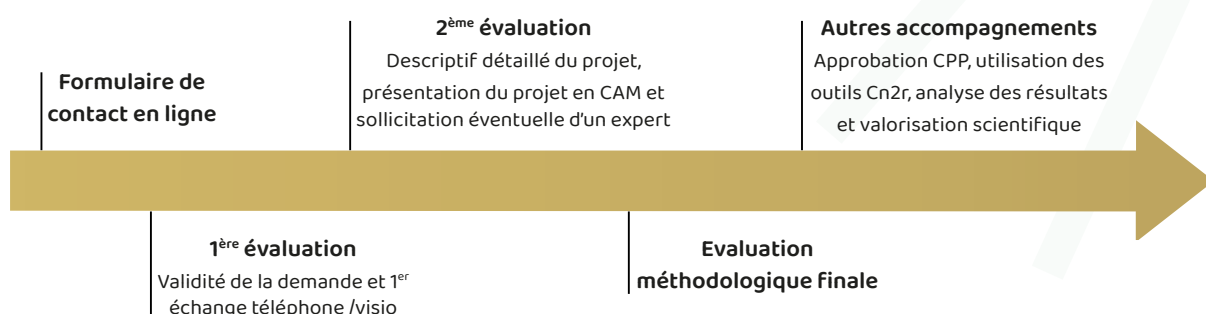 Formulaire de
contact en ligne
1ère évaluation
Validité de la demande et 1er
échange téléphone /visio
2ème évaluation
Descriptif détaillé du projet,
présentation du projet en CAM et
sollicitation éventuelle d'un expert
Evaluation
méthodologique finale
Autres accompagnements
Approbation CPP, utilisation des
outils Cn2r, analyse des résultats
et valorisation scientifique